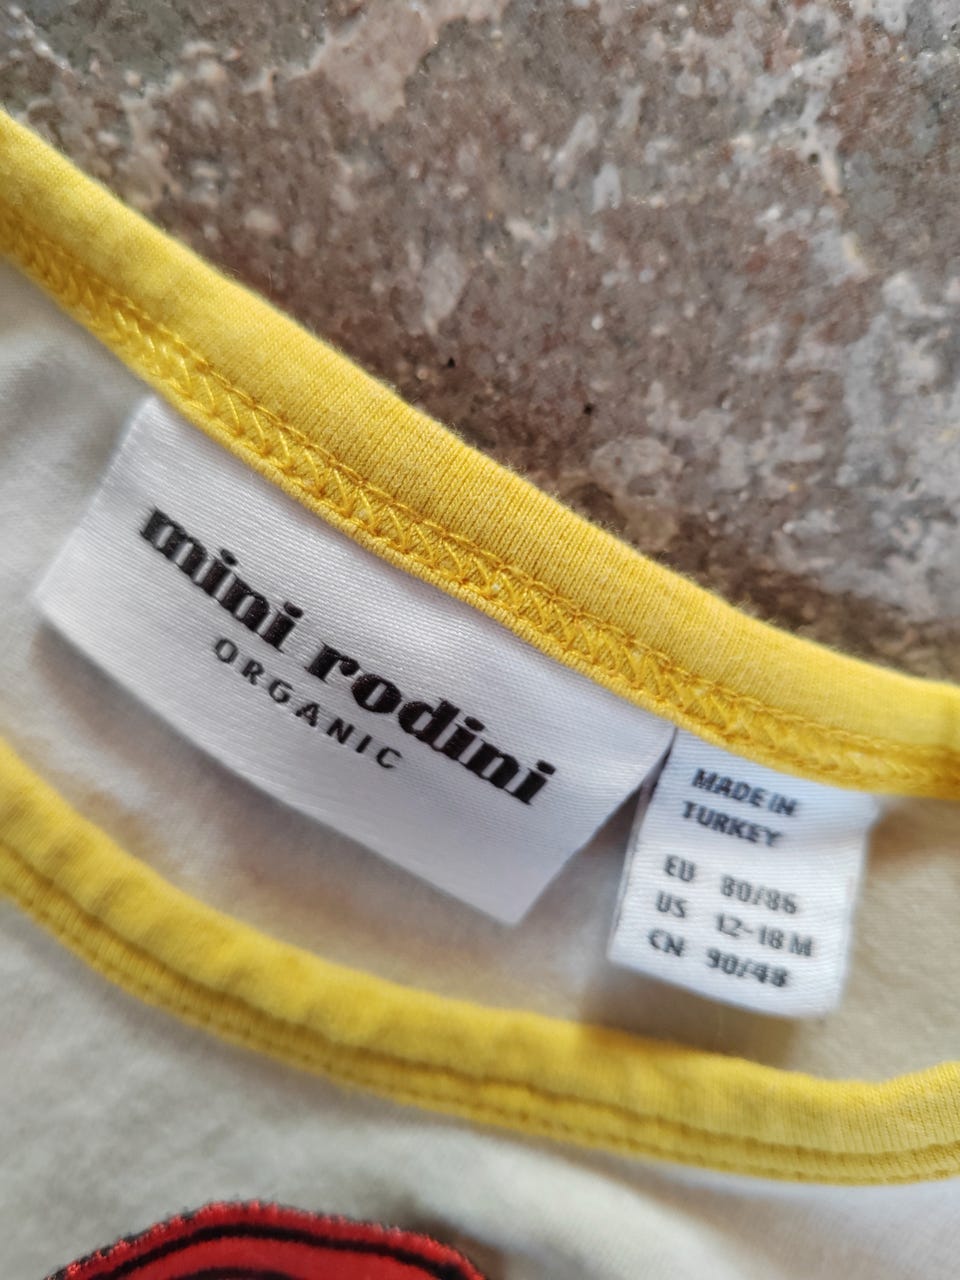 mini rodini
ORGANIC
MADE IN
TURKEY
EU 80/86
US 12-18 M
CN 90/48